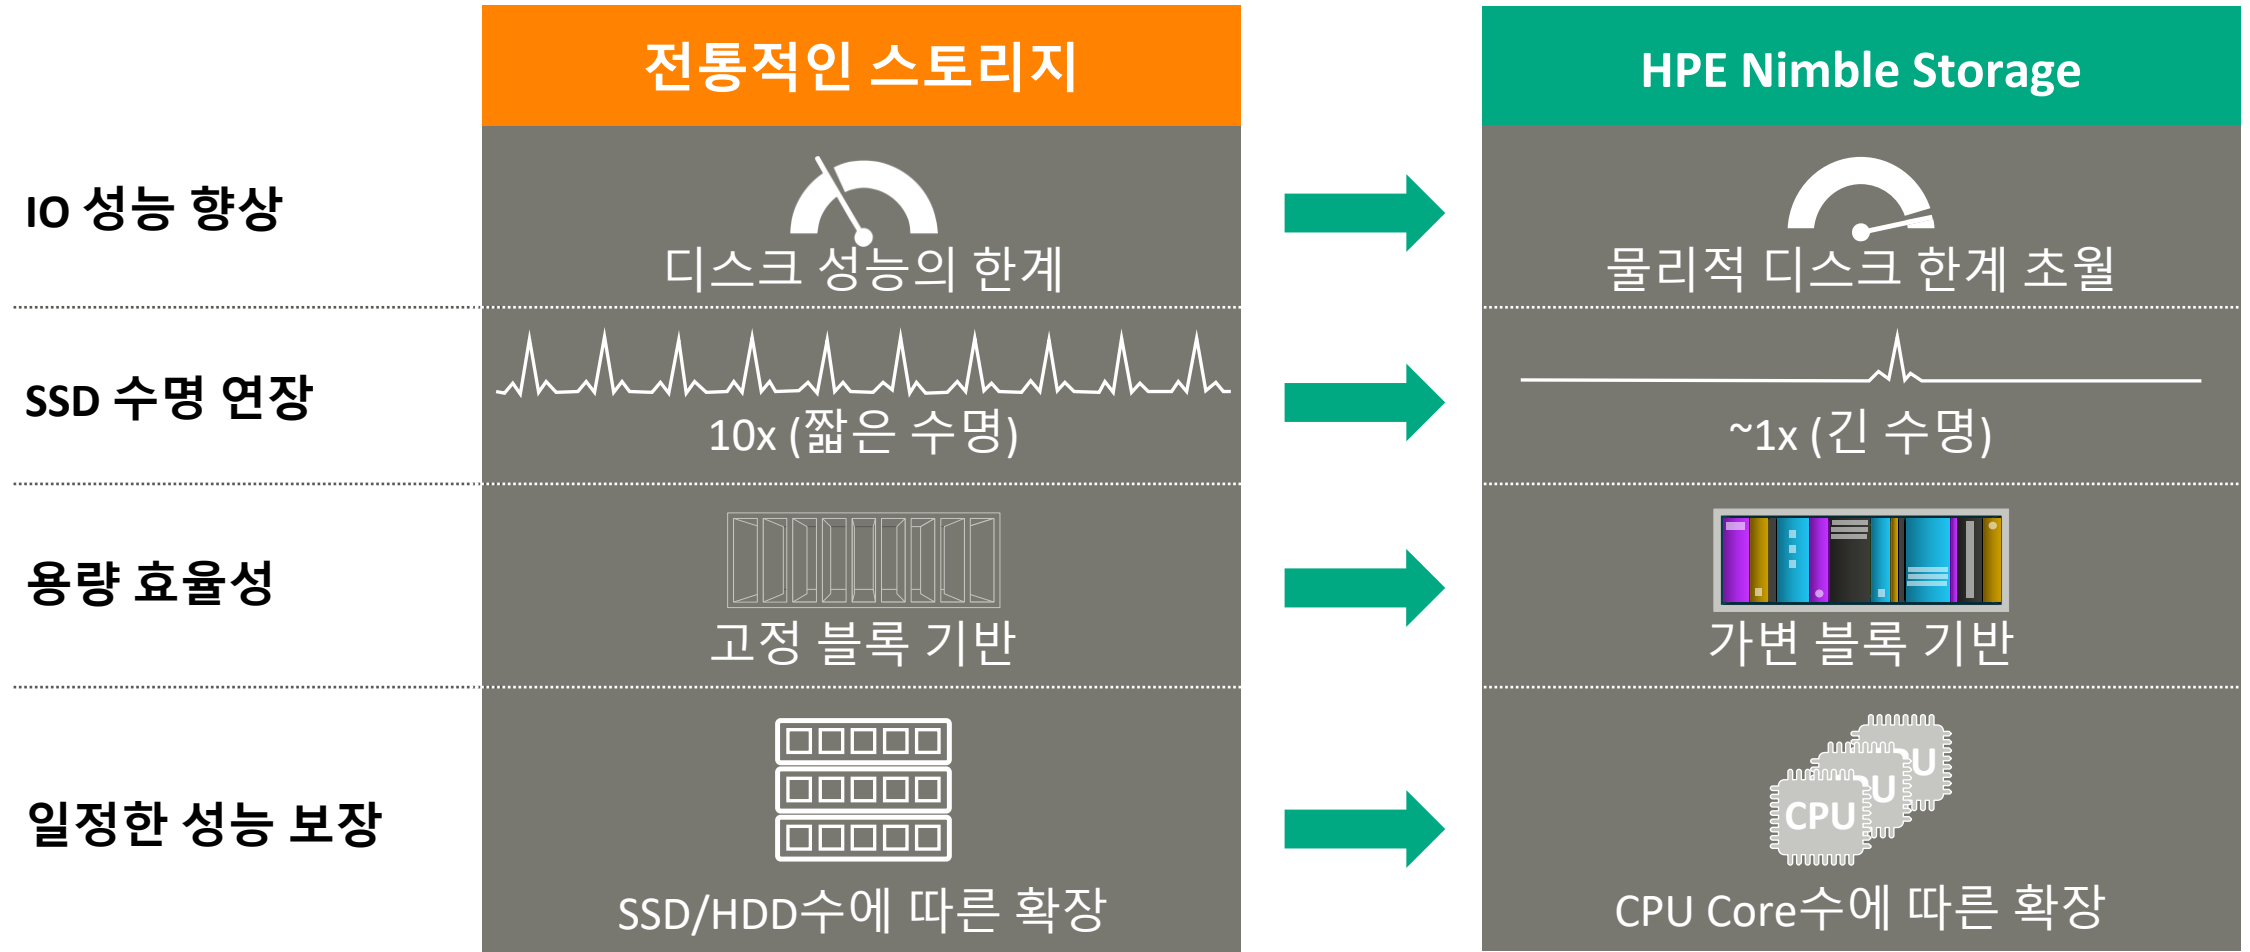 전통적인 스토리지
HPE Nimble Storage
IO 성능 향상
디스크 성능의 한계
물리적 디스크 한계 초월
SSD 수명 연장
10x (짧은 수명)
~1x (긴 수명)
용량 효율성
고정 블록 기반
가변 블록 기반
일정한 성능 보장
SSD/HDD수에 따른 확장
CPU
PU
PU
CPU Core수에 따른 확장